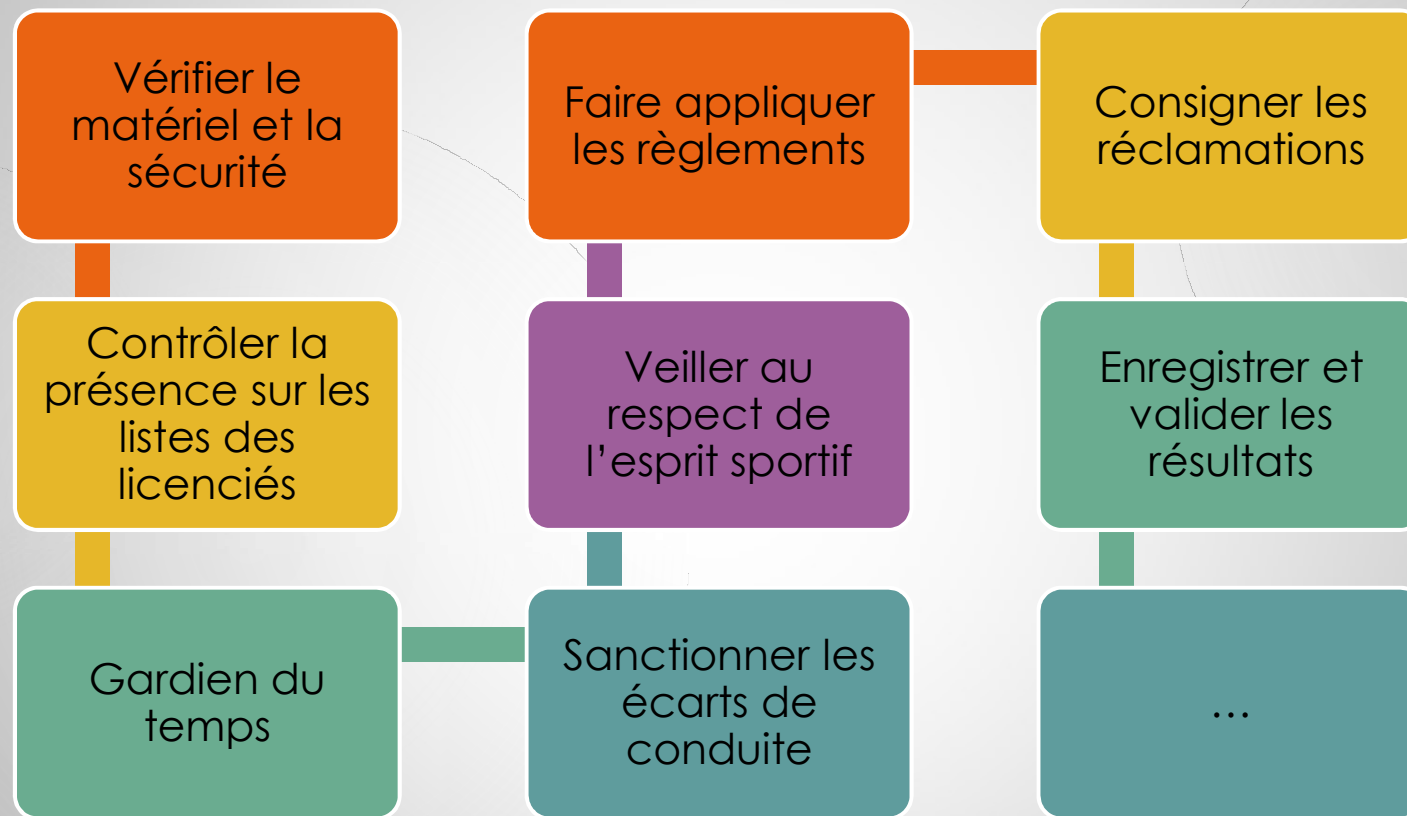 Vérifier le
matériel et la
sécurité
Contrôler la
présence sur les
listes des
licenciés
Gardien du
temps
Sanctionner les
écarts de
conduite
Veiller au
respect de
l’esprit sportif
Faire appliquer
les règlements
Consigner les
réclamations
Enregistrer et
valider les
résultats
…